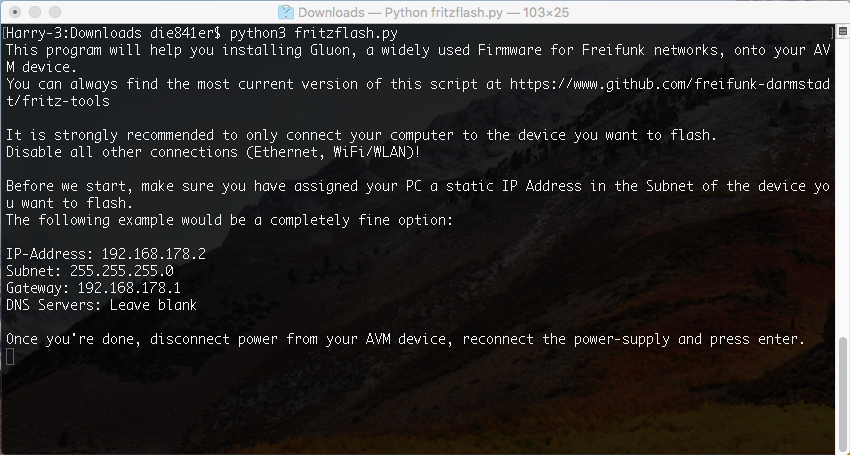 Downloads — Python fritzflash.py — 103×25
[Harry-3:Downloads die841er$ python3 fritzflash.py ]
This program will help you installing Gluon, a widely used Firmware for Freifunk networks, onto your AV
M device.
You can always find the most current version of this script at https://www.github.com/freifunk-darmstad
t/fritz-tools
It is strongly recommended to only connect your computer to the device you want to flash.
Disable all other connections (Ethernet, WiFi/WLAN)!
Before we start, make sure you have assigned your PC a static IP Address in the Subnet of the device yo
u want to flash.
The following example would be a completely fine option:
IP-Address: 192.168.178.2
Subnet: 255.255.255.0
Gateway: 192.168.178.1
DNS Servers: Leave blank
Once you're done, disconnect power from your AVM device, reconnect the power-supply and press enter.